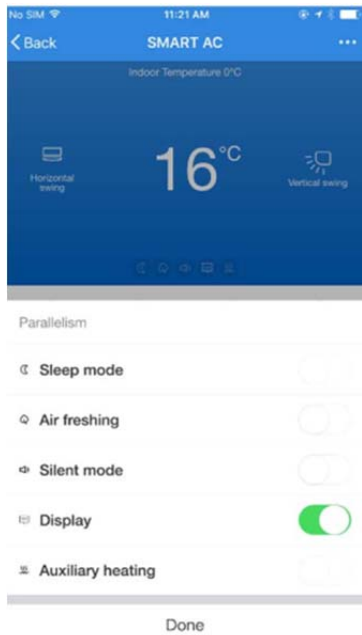 No SIM 11:21 AM
Back SMART AC
Indoor Temperature 0°C
16°C
Horizontal
swing
Vertical swing
Parallelism
Sleep mode
Air freshing
Silent mode
Display
Auxiliary heating
Done